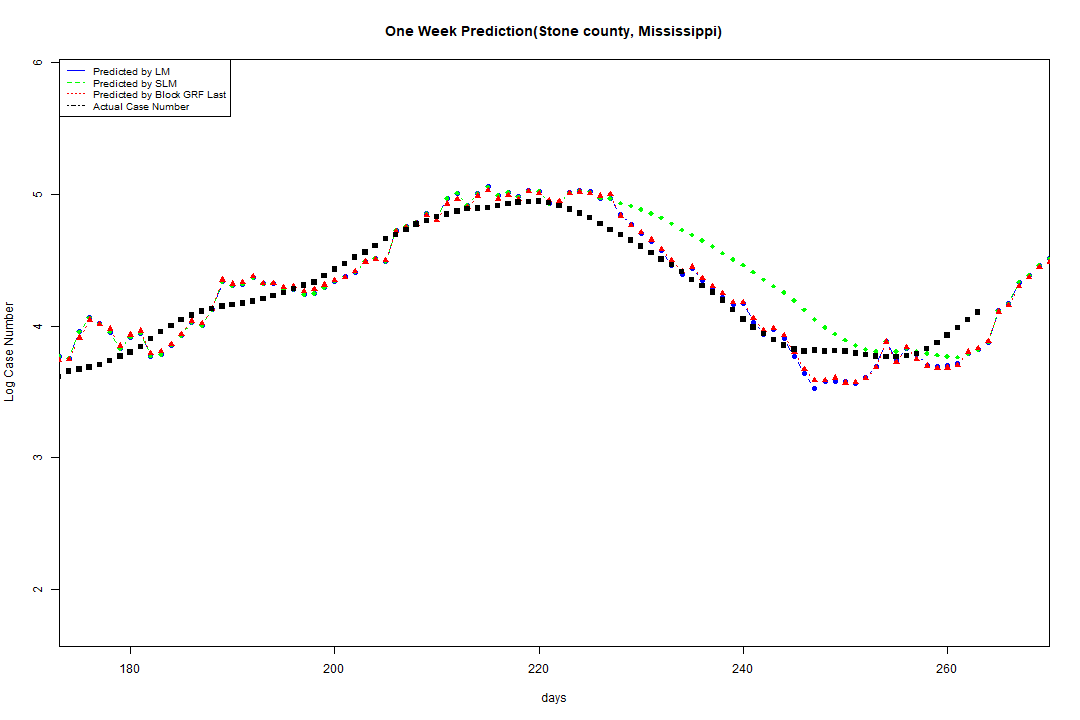 One Week Prediction(Stone county, Mississippi)
Predicted by LM
Predicted by SLM
Predicted by Block GRF Last
Actual Case Number
6
5
4
3
2
Log Case Number
180 200 220 240 260
days